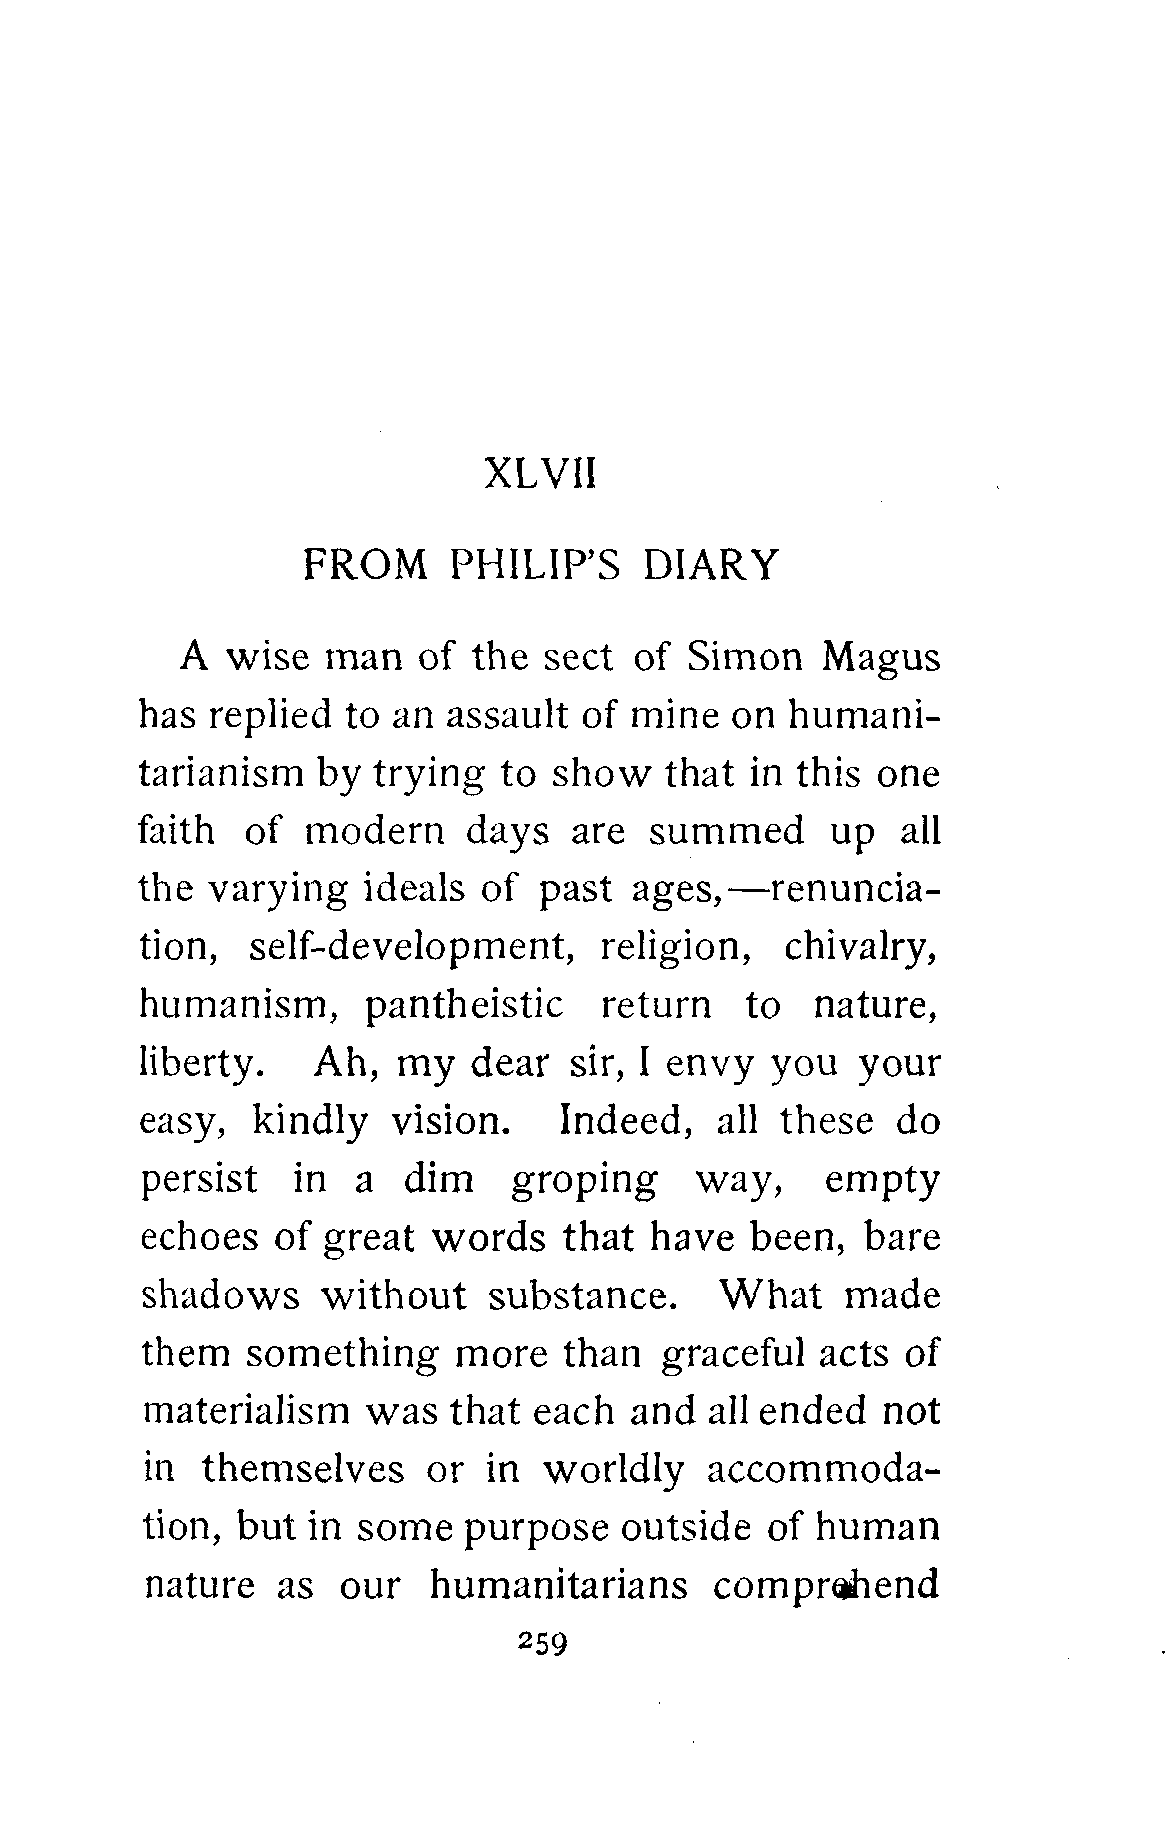 XLVII
FROM PHILIP'S DIARY
A wise man of the sect of Simon Magus
has replied to an assault of mine on humani-
tarianism by trying to show that in this one
faith of modern days are summed up all
the varying ideals of past ages,—renuncia-
tion, self-development, religion, chivalry,
humanism, pantheistic return to nature,
liberty. Ah, my dear sir, I envy you your
easy, kindly vision. Indeed, all these do
persist in a dim groping way, empty
echoes of great words that have been, bare
shadows without substance. What made
them something more than graceful acts of
materialism was that each and all ended not
in themselves or in worldly accommoda-
tion, but in some purpose outside of human
nature as our humanitarians comprehend
259